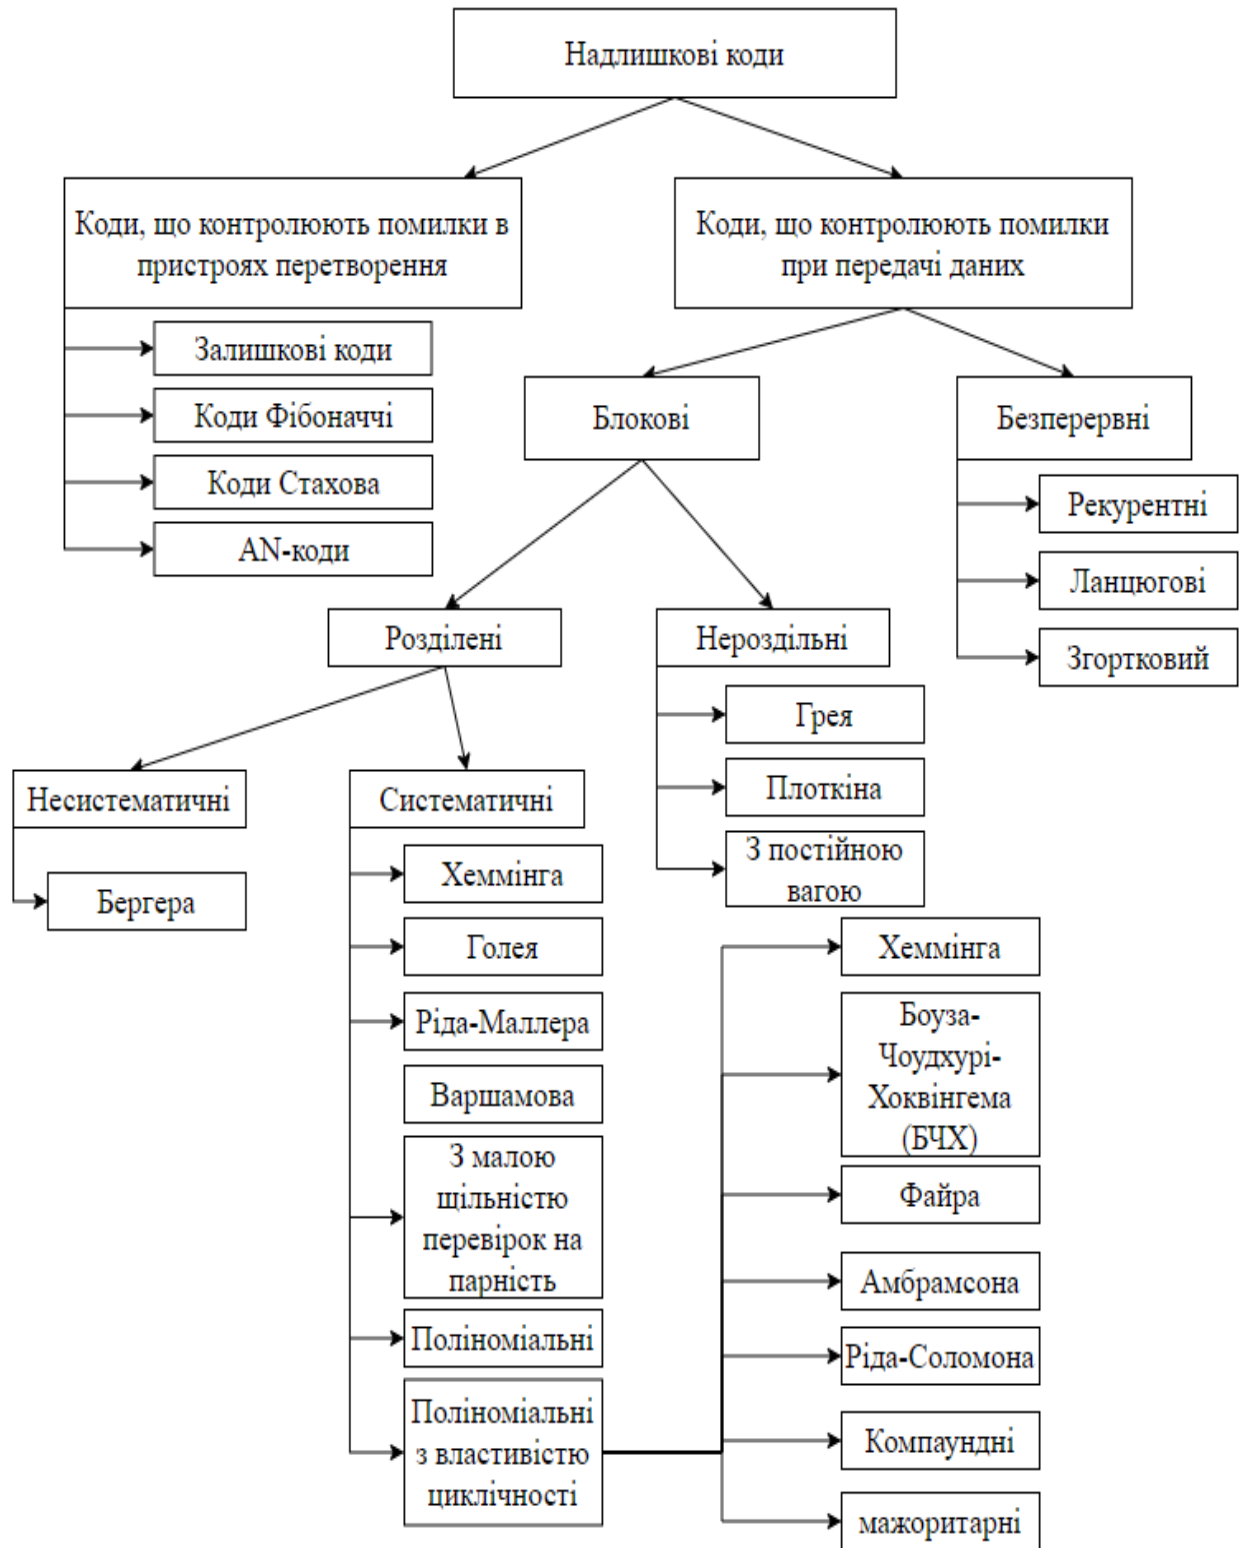 Надлишкові коди
Коди, що контролюють помилки в
пристроях перетворення
Коди, що контролюють помилки
при передачі даних
Залишкові коди
Коди Фібоначчі
Коди Стахова
AN-коди
Блокові
Безперервні
Рекурентні
Ланцюгові
Згортковий
Розділені
Нероздільні
Грея
Плоткіна
З постійною
вагою
Несистематичні
Бергера
Систематичні
Хеммінга
Голея
Ріда-Маллера
Варшамова
З малою
щільністю
перевірок на
парність
Поліноміальні
Поліноміальні
з властивістю
циклічності
Хеммінга
Боуза-
Чоудхурі-
Хоквінгема
(БЧХ)
Файра
Амбрамсона
Ріда-Соломона
Компаундні
мажоритарні